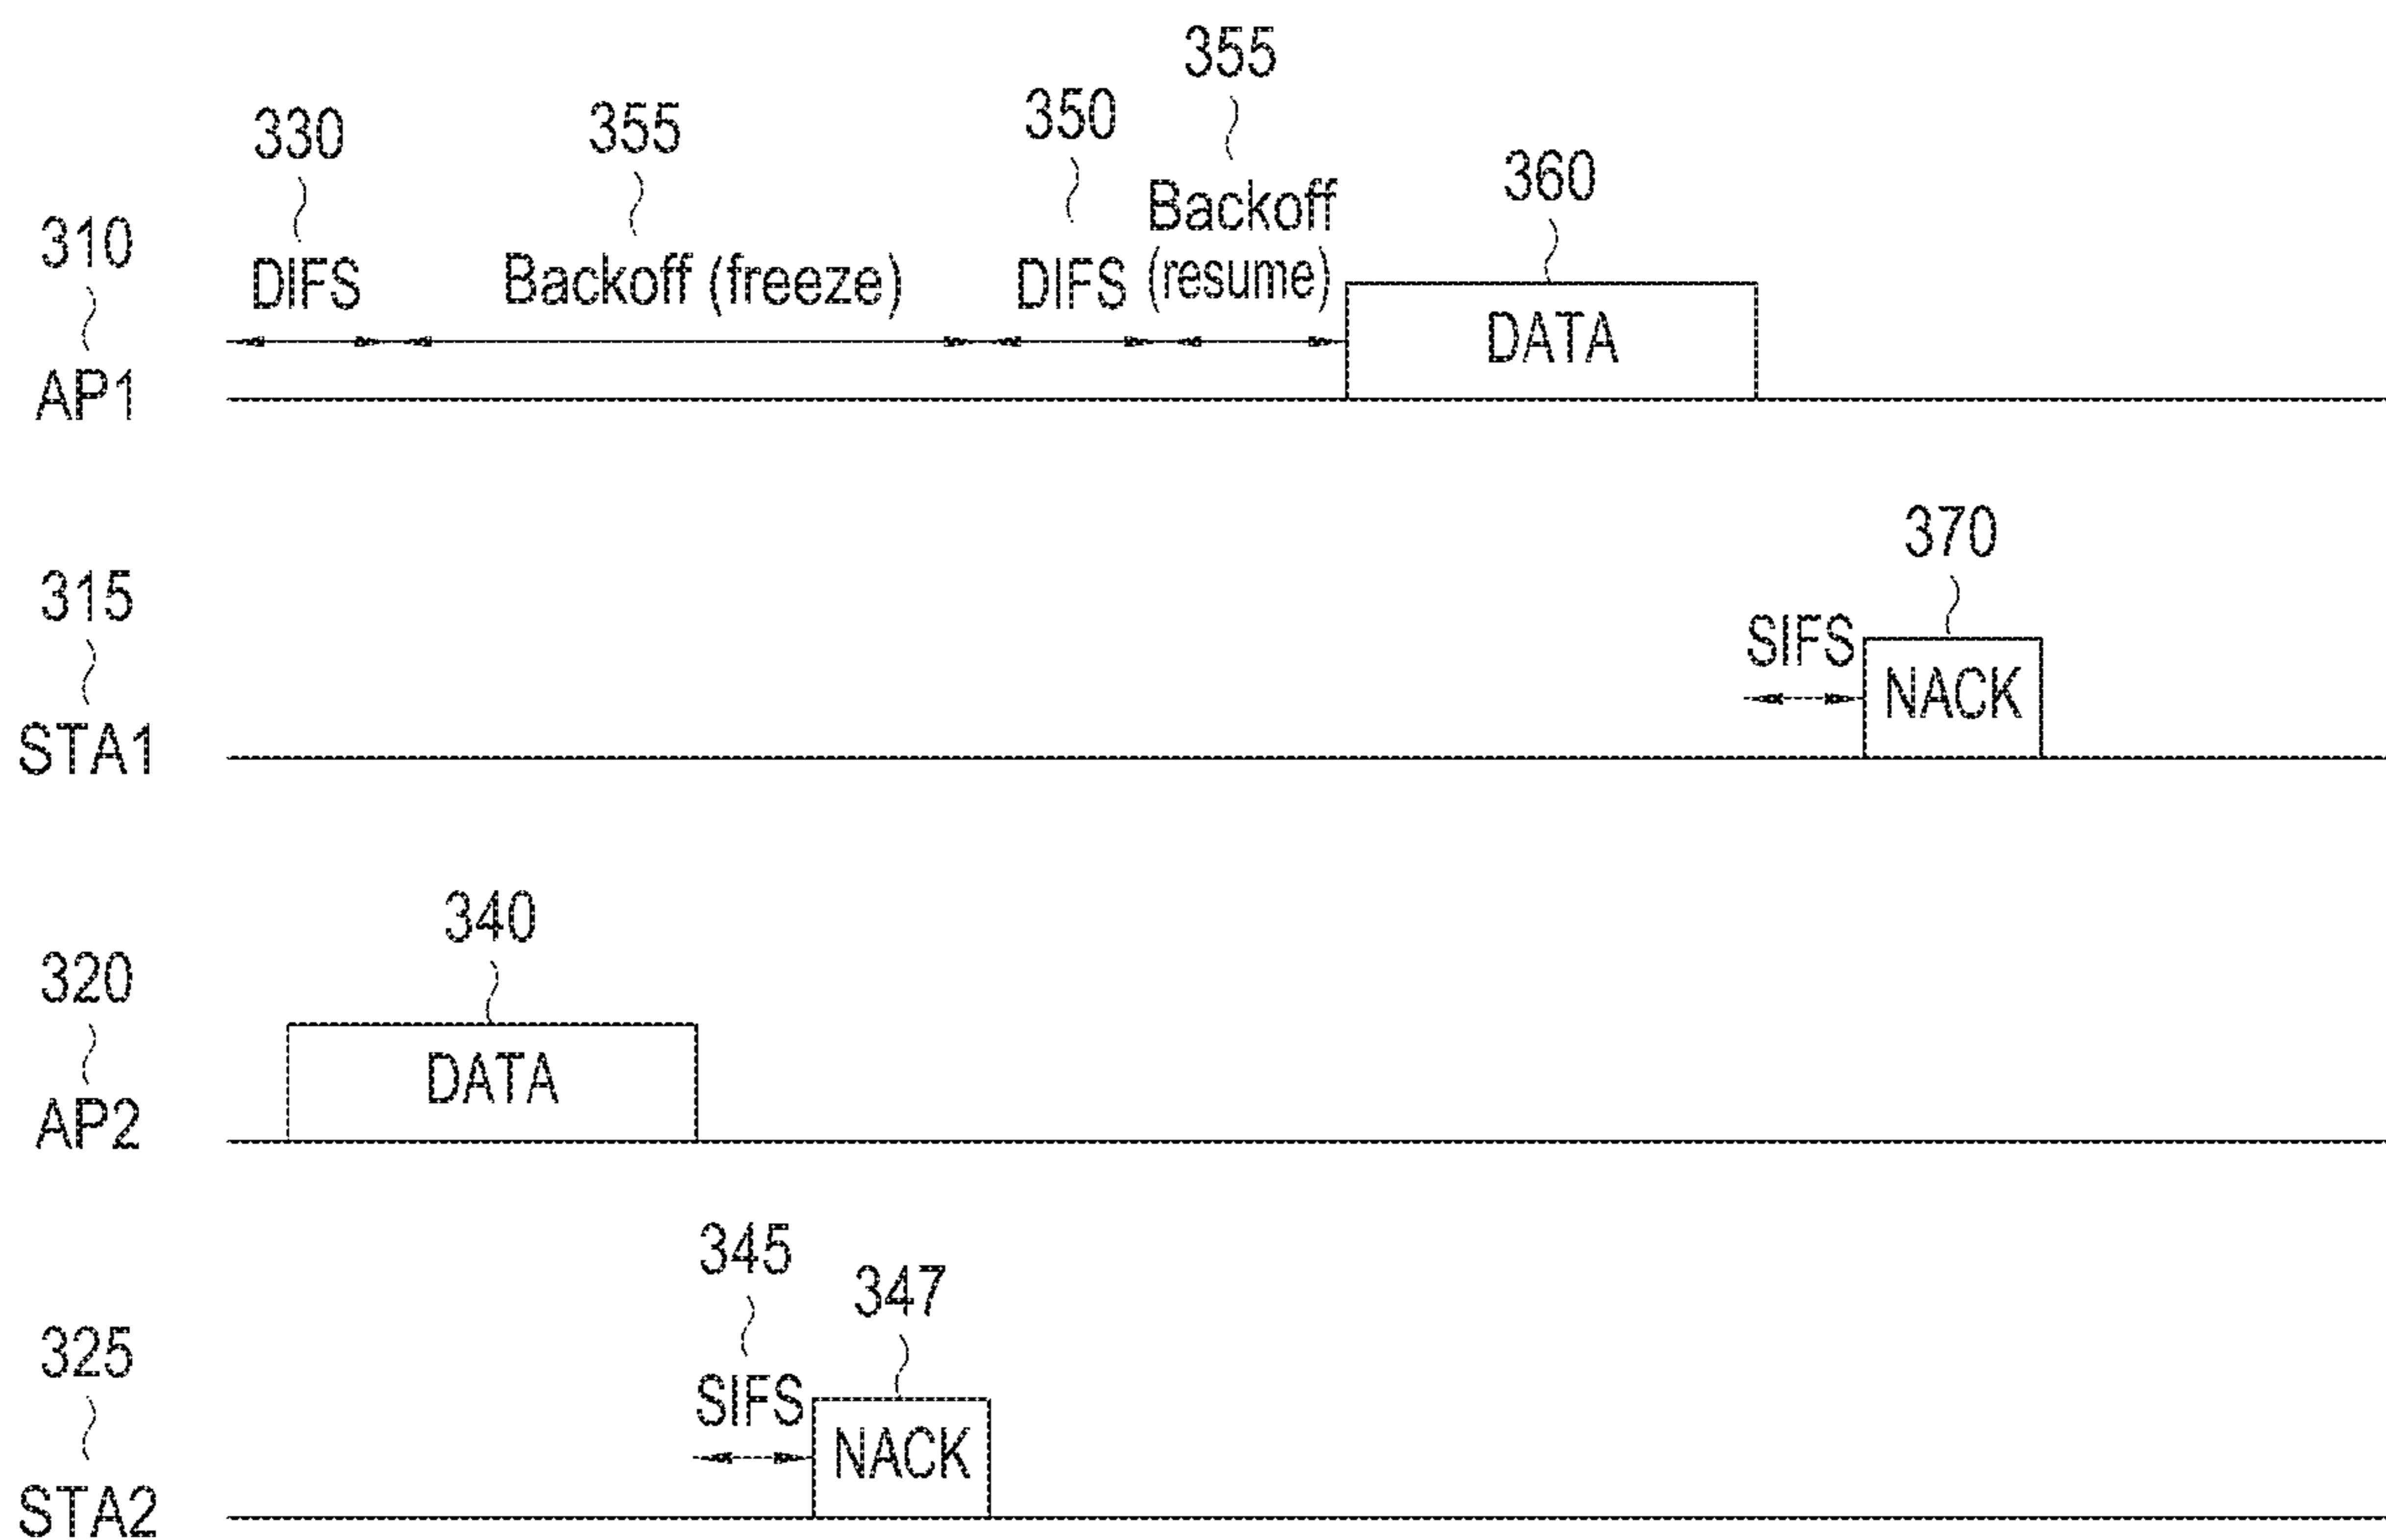 355
330
355
350
Backoff
(resume)
360
310
DIFS
Backoff (freeze)
DIFS
DATA
AP1
370
315
SIFS
NACK
STA1
340
320
DATA
AP2
345
347
325
SIFS
NACK
STA2